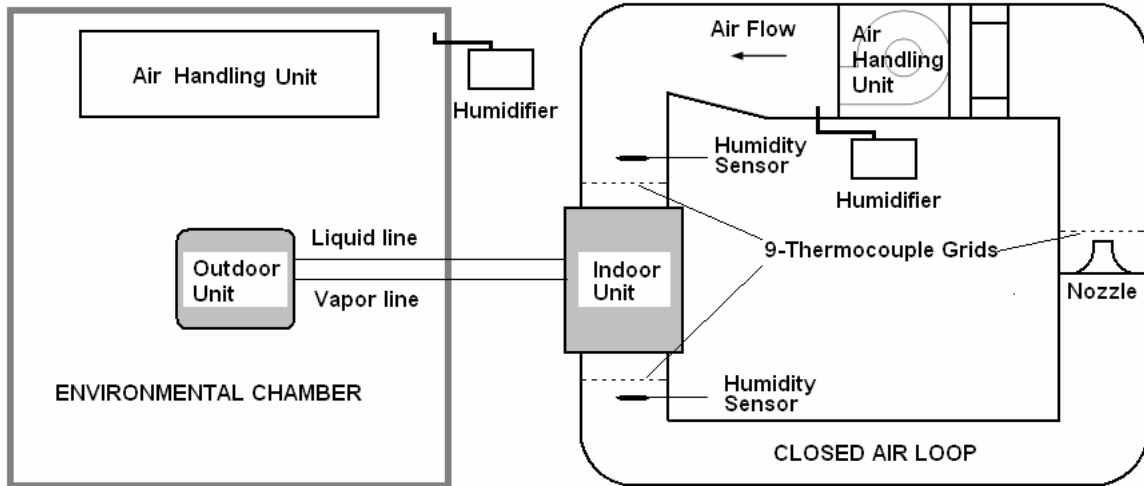 Air Handling Unit
Humidifier
Liquid line
Outdoor
Unit
Vapor line
ENVIRONMENTAL CHAMBER
Air Flow
Air
Handling
Unit
Humidity
Sensor
Humidifier
9-Thermocouple Grids
Indoor
Unit
Nozzle
Humidity
Sensor
CLOSED AIR LOOP